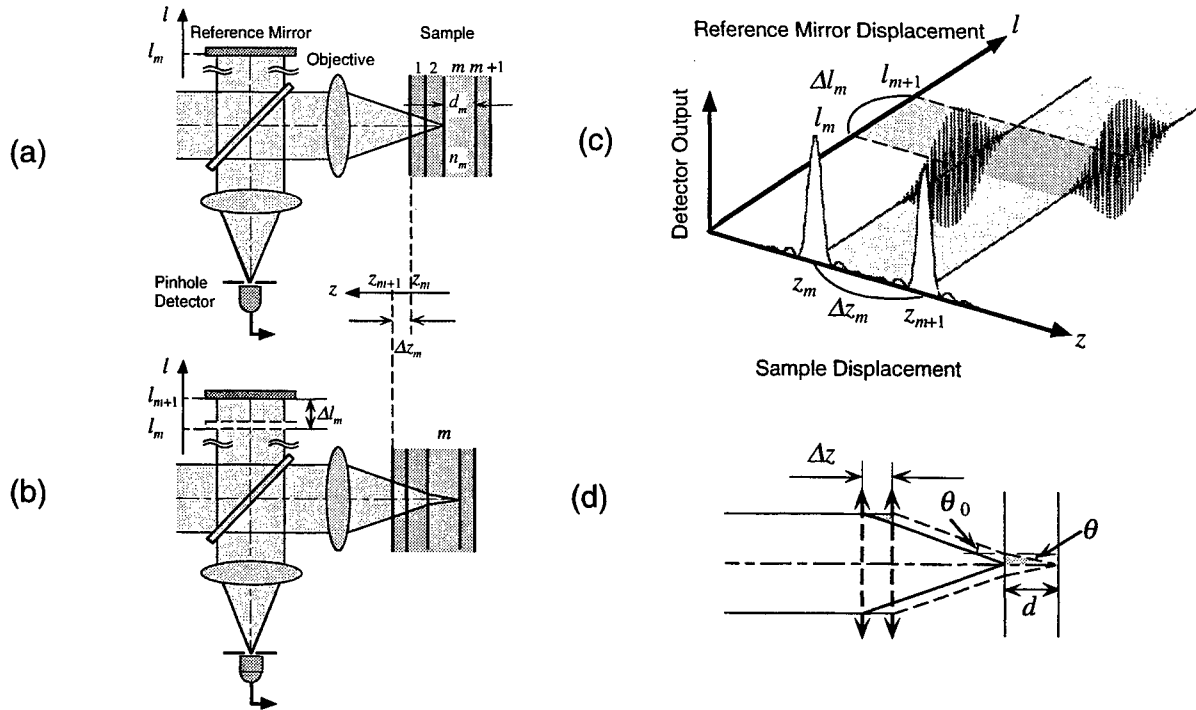 (a)
l
l_m
Reference Mirror
Objective
Sample
1 2 m m+1
d_m
n_m
Pinhole
Detector
z z_{m+1} z_m
Δz_m
(b)
l
l_{m+1}
l_m
Δl_m
m
(c)
Reference Mirror Displacement
l
Δl_m
l_{m+1}
l_m
Detector Output
z_m
Δz_m
z_{m+1}
z
Sample Displacement
(d)
Δz
θ_0
θ
d